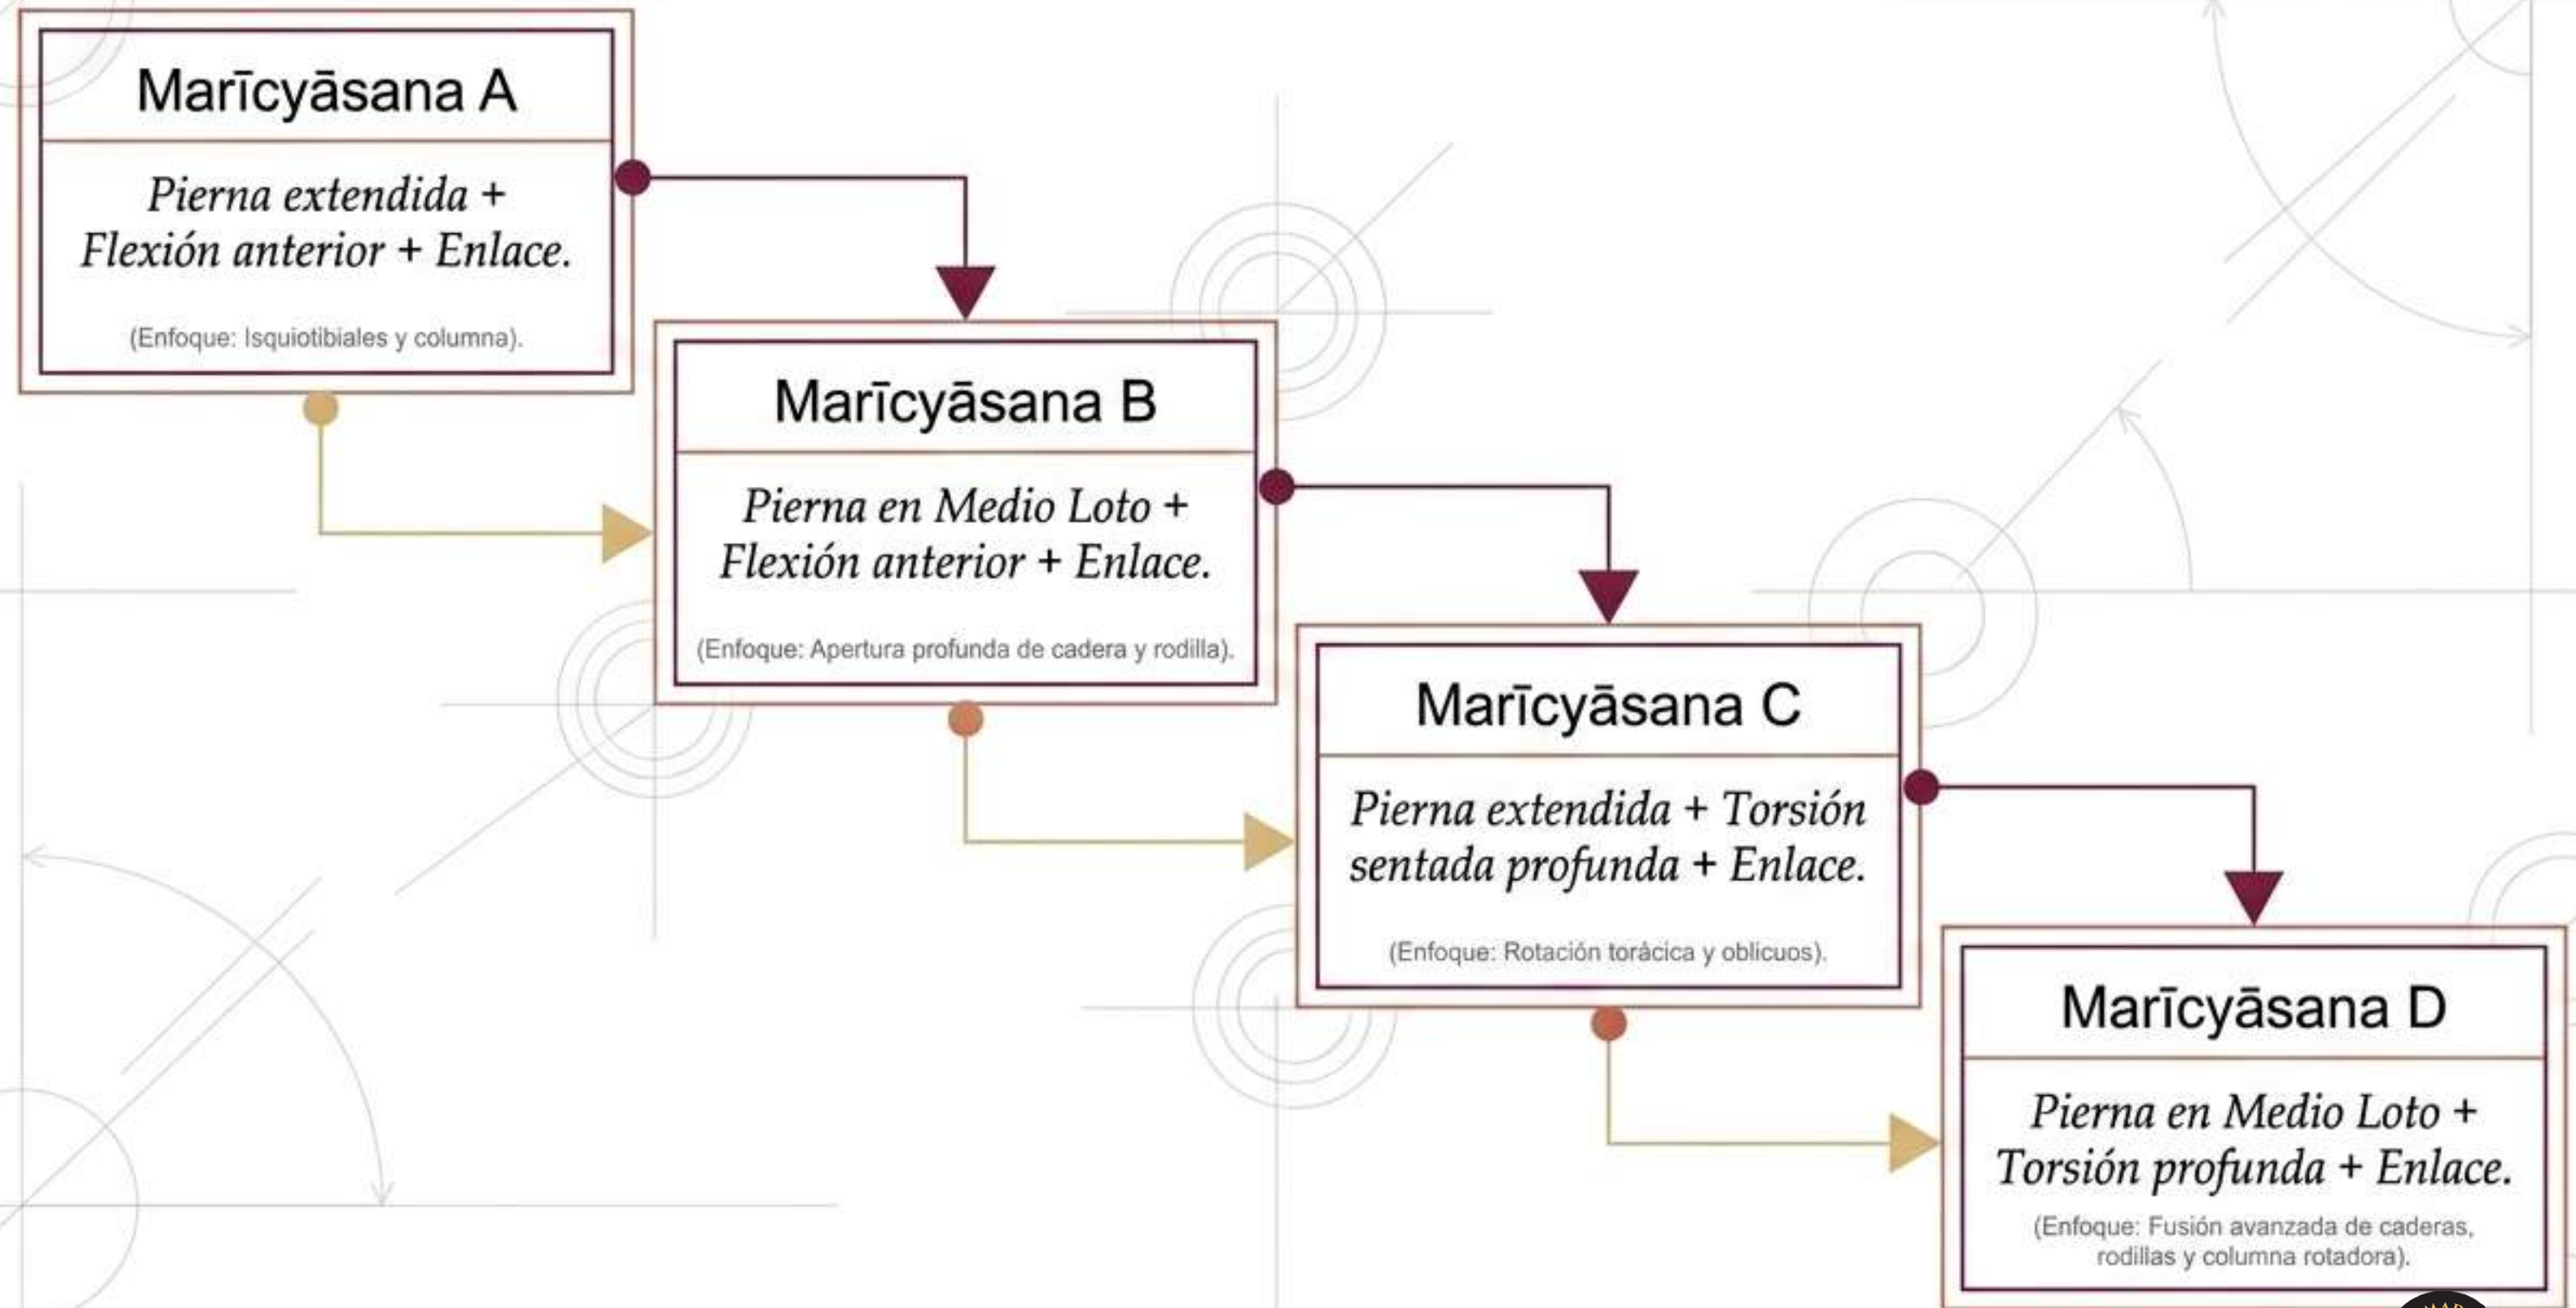 Marīcyāsana A
Pierna extendida +
Flexión anterior + Enlace.
(Enfoque: Isquiotibiales y columna).
Marīcyāsana B
Pierna en Medio Loto +
Flexión anterior + Enlace.
(Enfoque: Apertura profunda de cadera y rodilla).
Marīcyāsana C
Pierna extendida + Torsión
sentada profunda + Enlace.
(Enfoque: Rotación torácica y oblicuos).
Marīcyāsana D
Pierna en Medio Loto +
Torsión profunda + Enlace.
(Enfoque: Fusión avanzada de caderas,
rodillas y columna rotadora).